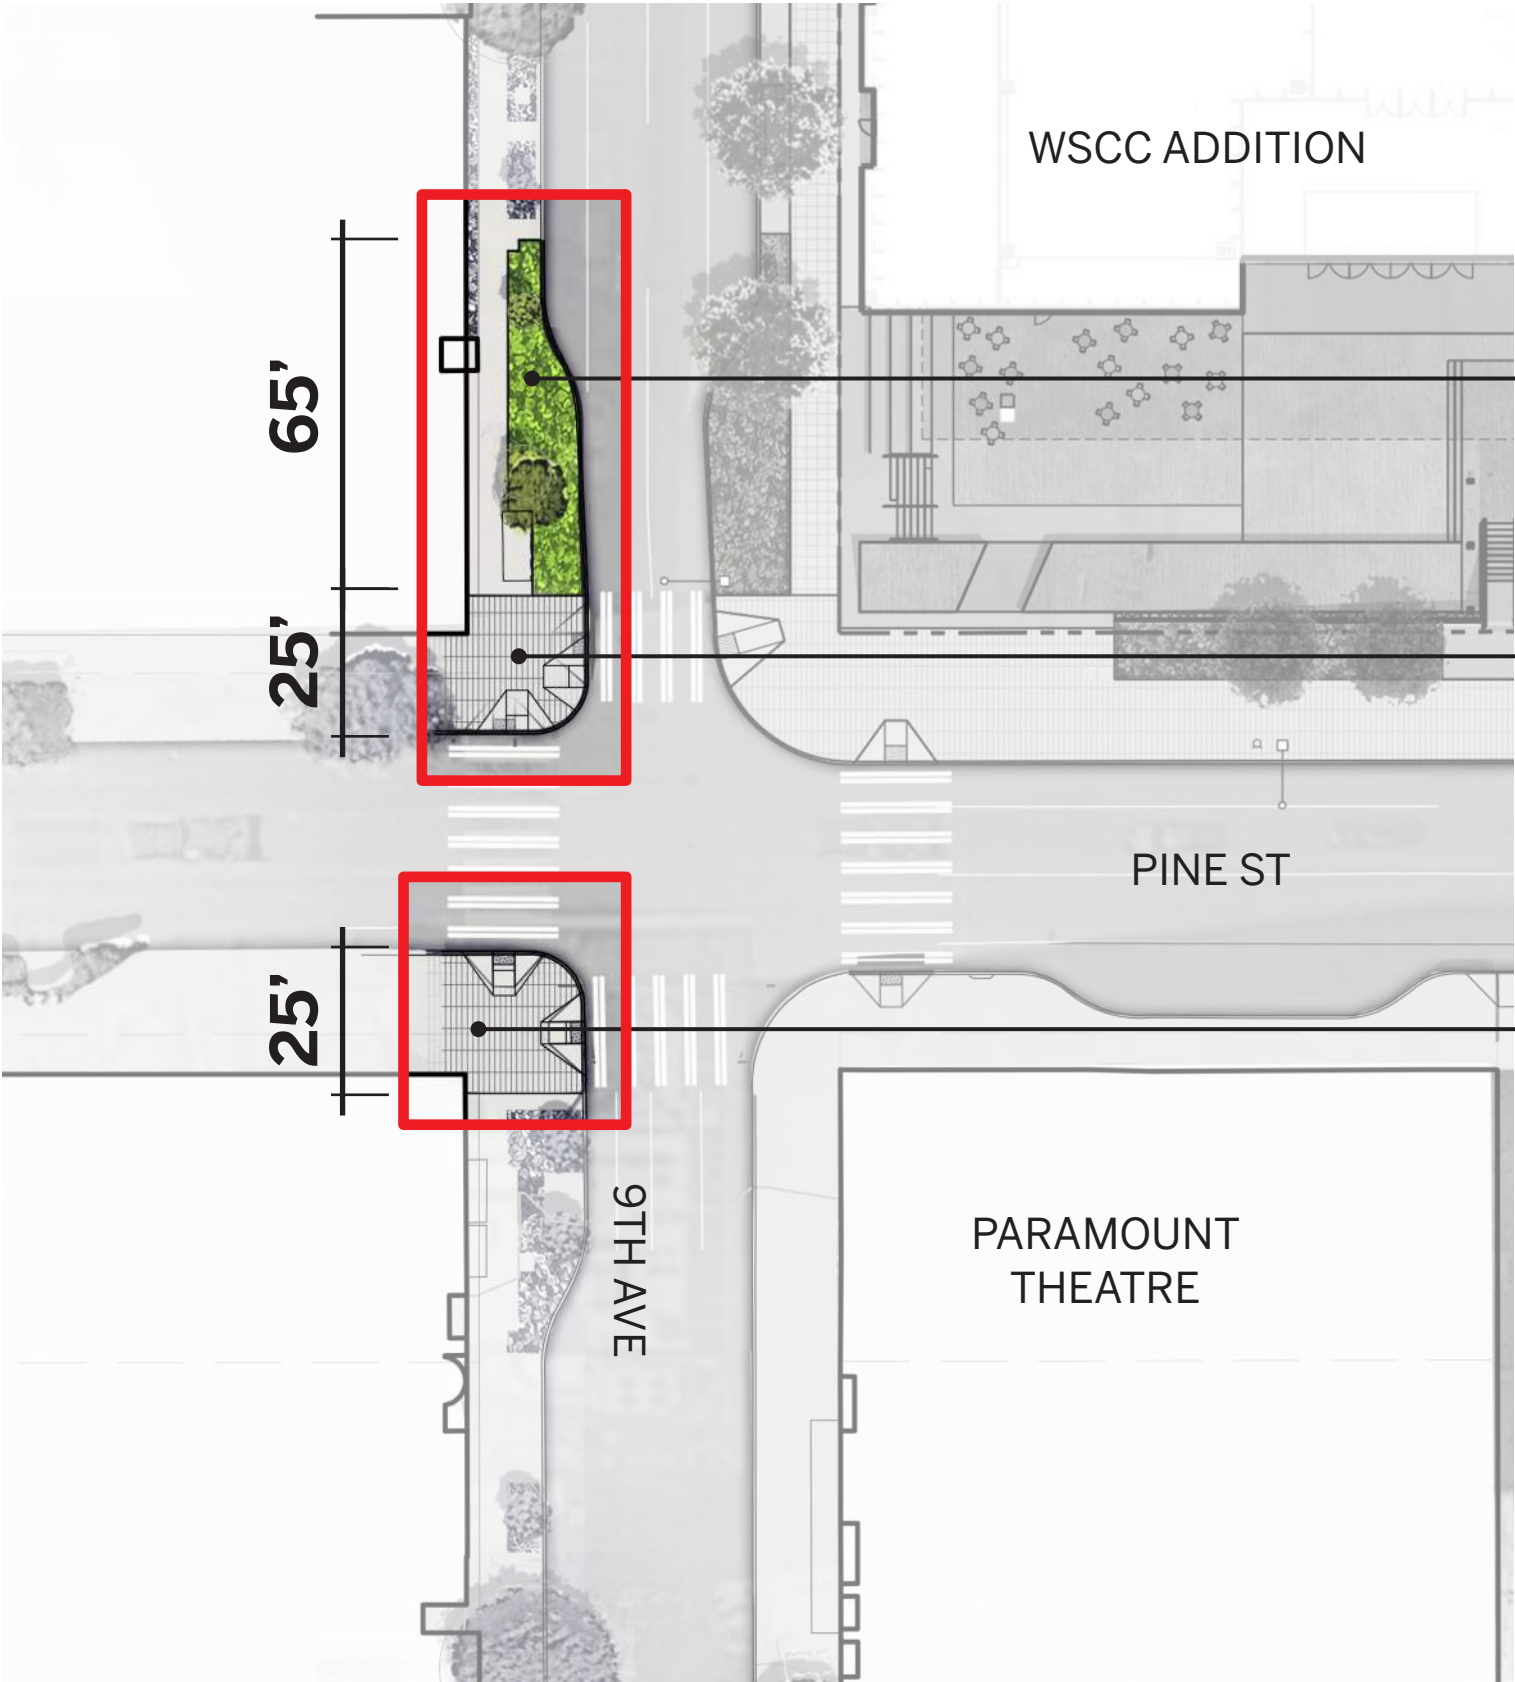 WSCC ADDITION
65’
25’
PINE ST
25’
9TH AVE
PARAMOUNT
THEATRE